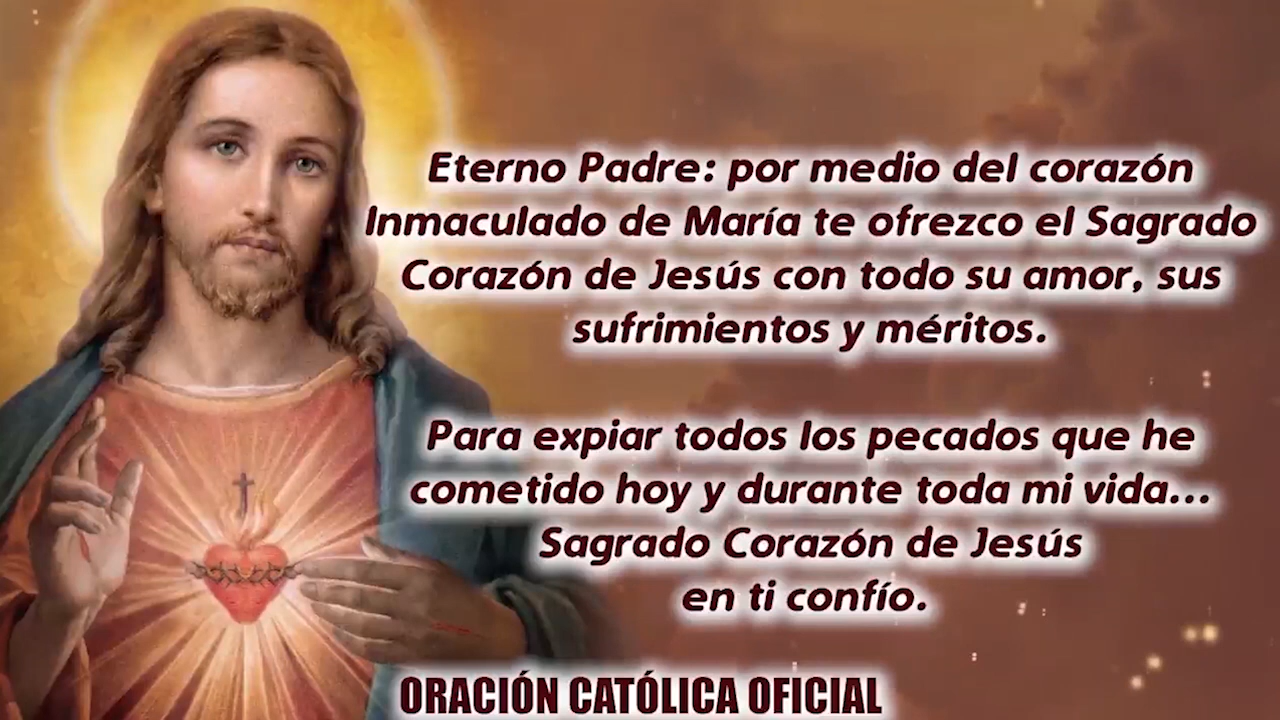 Eterno Padre: por medio del corazón
Inmaculado de María te ofrezco el Sagrado
Corazón de Jesús con todo su amor, sus
sufrimientos y méritos.
Para expiar todos los pecados que he
cometido hoy y durante toda mi vida...
Sagrado Corazón de Jesús
en ti confío.
ORACIÓN CATÓLICA OFICIAL